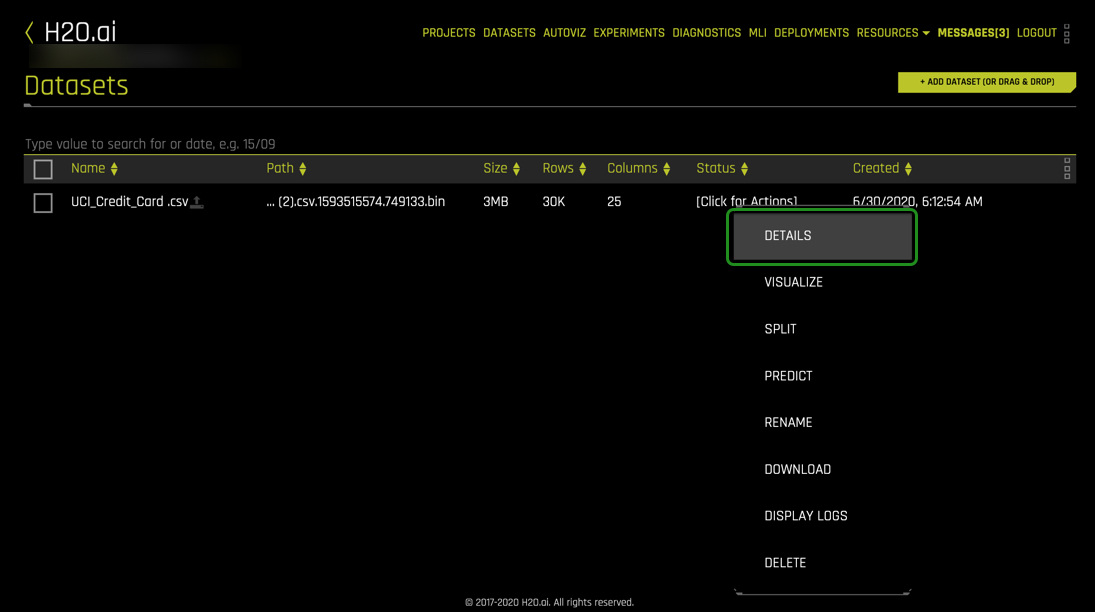 H2O.ai
PROJECTS DATASETS AUTOVIZ EXPERIMENTS DIAGNOSTICS MLI DEPLOYMENTS RESOURCES MESSAGES[3] LOGOUT
Datasets
+ ADD DATASET (OR DRAG & DROP)
Type value to search for or date, e.g. 15/09
Name Path Size Rows Columns Status Created
UCI_Credit_Card .csv ... (2).csv.1593515574.749133.bin 3MB 30K 25 [Click for Actions] 6/30/2020, 6:12:54 AM
DETAILS
VISUALIZE
SPLIT
PREDICT
RENAME
DOWNLOAD
DISPLAY LOGS
DELETE
© 2017-2020 H2O.ai. All rights reserved.